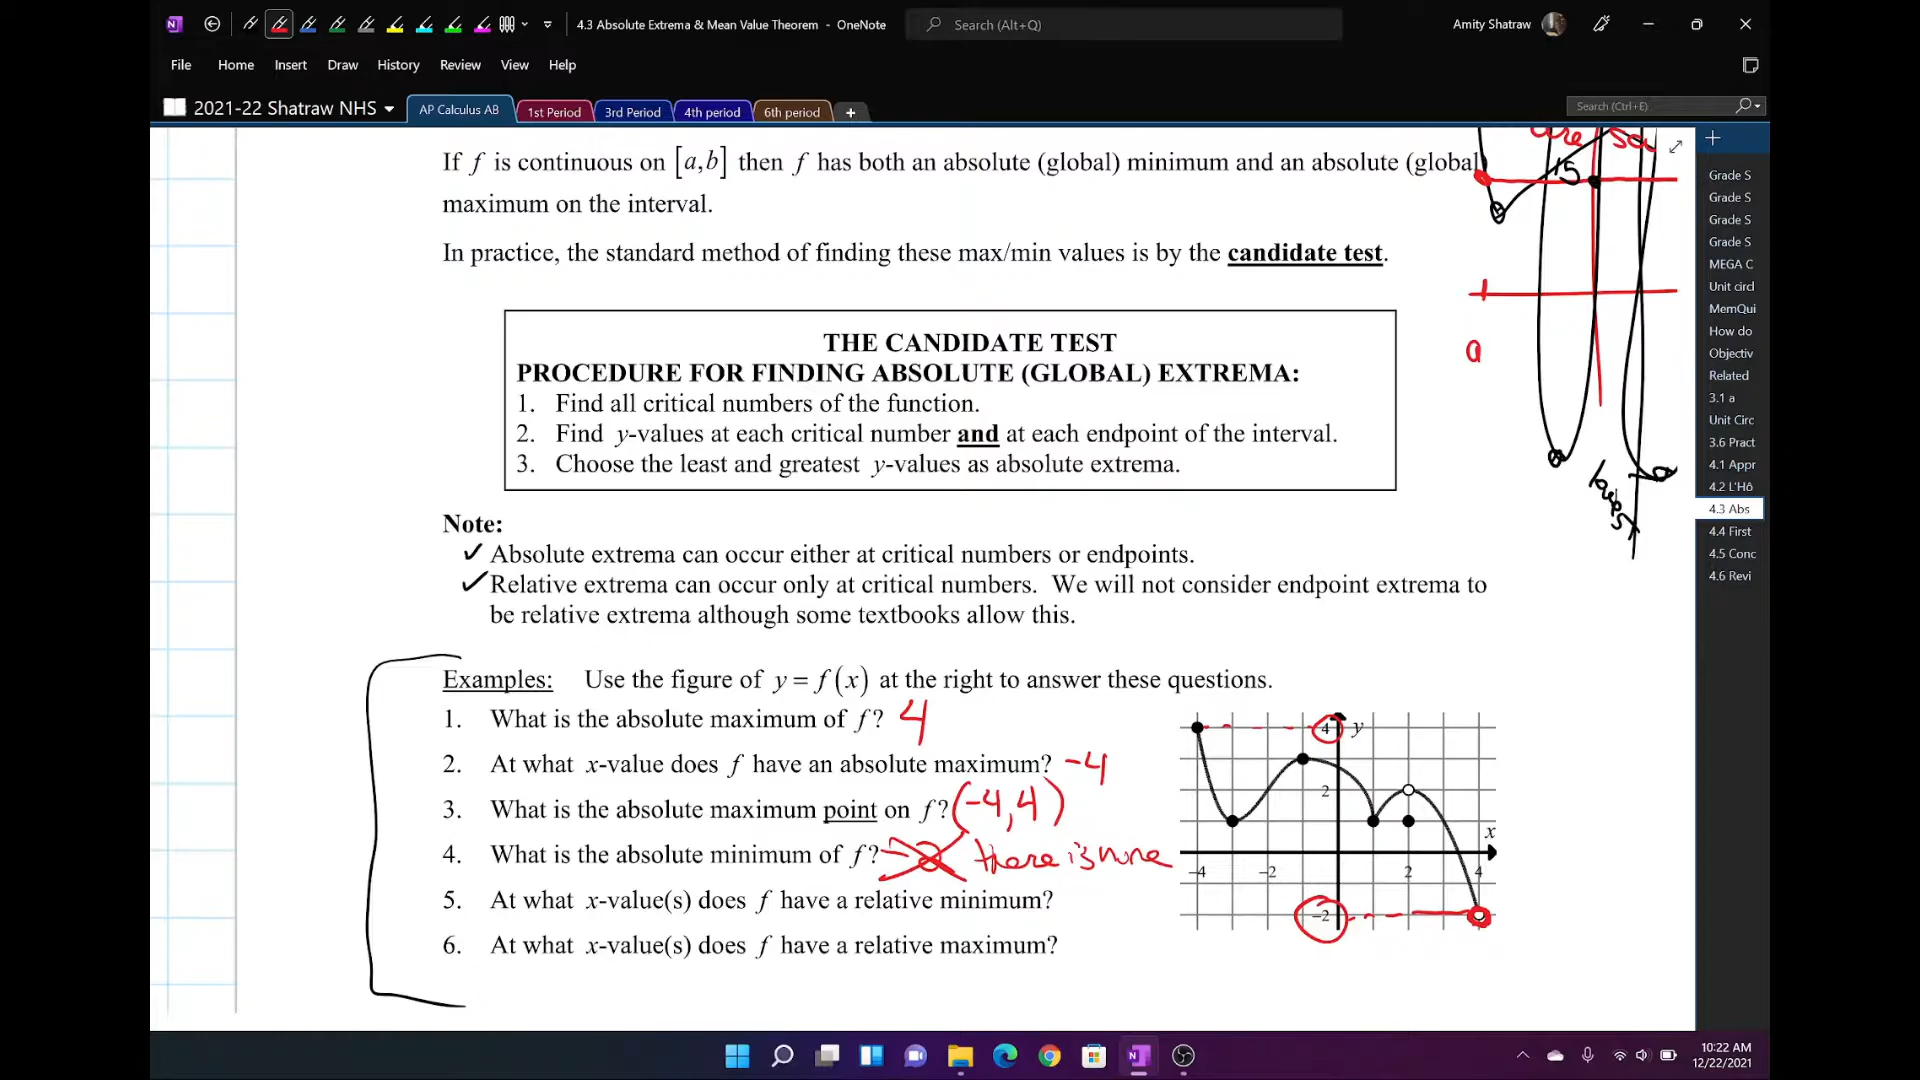 4.3 Absolute Extrema & Mean Value Theorem - OneNote
Search (Alt+Q)
Amity Shatraw
File Home Insert Draw History Review View Help
2021-22 Shatraw NHS
AP Calculus AB
1st Period
3rd Period
4th period
6th period
+
Search (Ctrl+E)
If f is continuous on [a,b] then f has both an absolute (global) minimum and an absolute (global)
maximum on the interval.
In practice, the standard method of finding these max/min values is by the candidate test.
THE CANDIDATE TEST
PROCEDURE FOR FINDING ABSOLUTE (GLOBAL) EXTREMA:
1. Find all critical numbers of the function.
2. Find y-values at each critical number and at each endpoint of the interval.
3. Choose the least and greatest y-values as absolute extrema.
Note:
✓ Absolute extrema can occur either at critical numbers or endpoints.
✓ Relative extrema can occur only at critical numbers. We will not consider endpoint extrema to
be relative extrema although some textbooks allow this.
Examples: Use the figure of y = f(x) at the right to answer these questions.
1. What is the absolute maximum of f? 4
2. At what x-value does f have an absolute maximum? -4
3. What is the absolute maximum point on f? (-4,4)
4. What is the absolute minimum of f? -2 there is none
5. At what x-value(s) does f have a relative minimum?
6. At what x-value(s) does f have a relative maximum?
4 y
2
x
-4 -2 2 4
-2
15
a
+
Grade S
Grade S
Grade S
Grade S
MEGA C
Unit circl
MemQui
How do
Objectiv
Related
3.1 a
Unit Circ
3.6 Pract
4.1 Appr
4.2 L'Hô
4.3 Abs
4.4 First
4.5 Conc
4.6 Revi
10:22 AM
12/22/2021